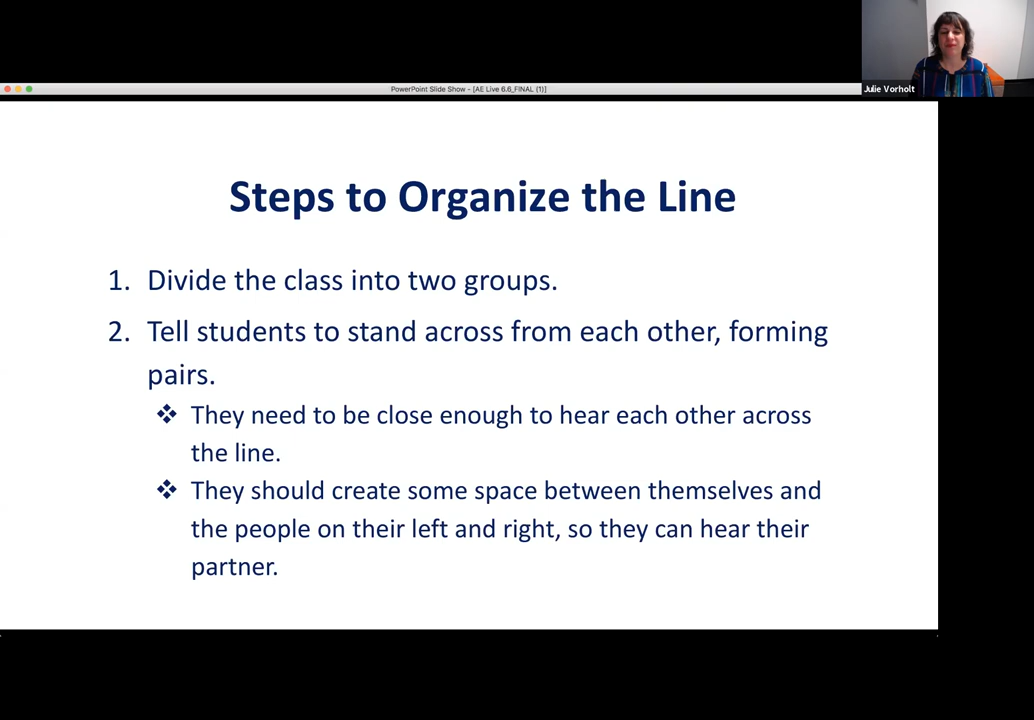 Julie Vorholt
PowerPoint Slide Show - [AE Live 6.6_FINAL (1)]
Steps to Organize the Line
1. Divide the class into two groups.
2. Tell students to stand across from each other, forming
pairs.
❖ They need to be close enough to hear each other across
the line.
❖ They should create some space between themselves and
the people on their left and right, so they can hear their
partner.